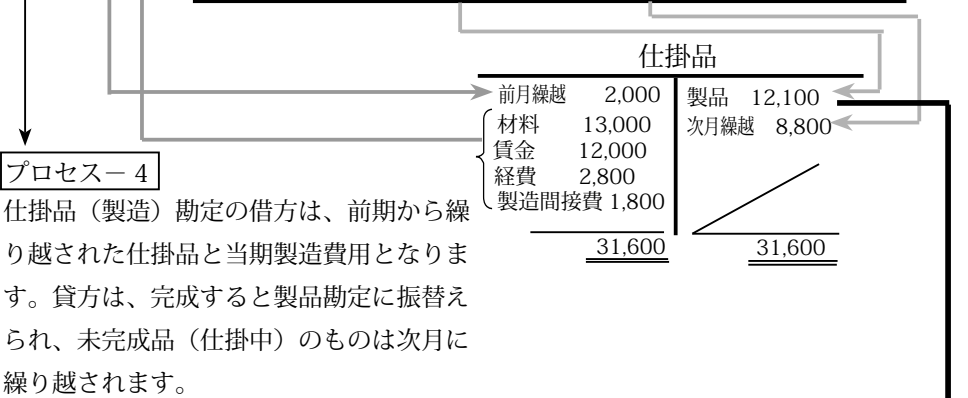 仕掛品
前月繰越 2,000 製品 12,100
材料 13,000 次月繰越 8,800
賃金 12,000
経費 2,800
製造間接費 1,800
31,600 31,600
プロセス－４
仕掛品（製造）勘定の借方は、前期から繰
り越された仕掛品と当期製造費用となりま
す。貸方は、完成すると製品勘定に振替え
られ、未完成品（仕掛中）のものは次月に
繰り越されます。